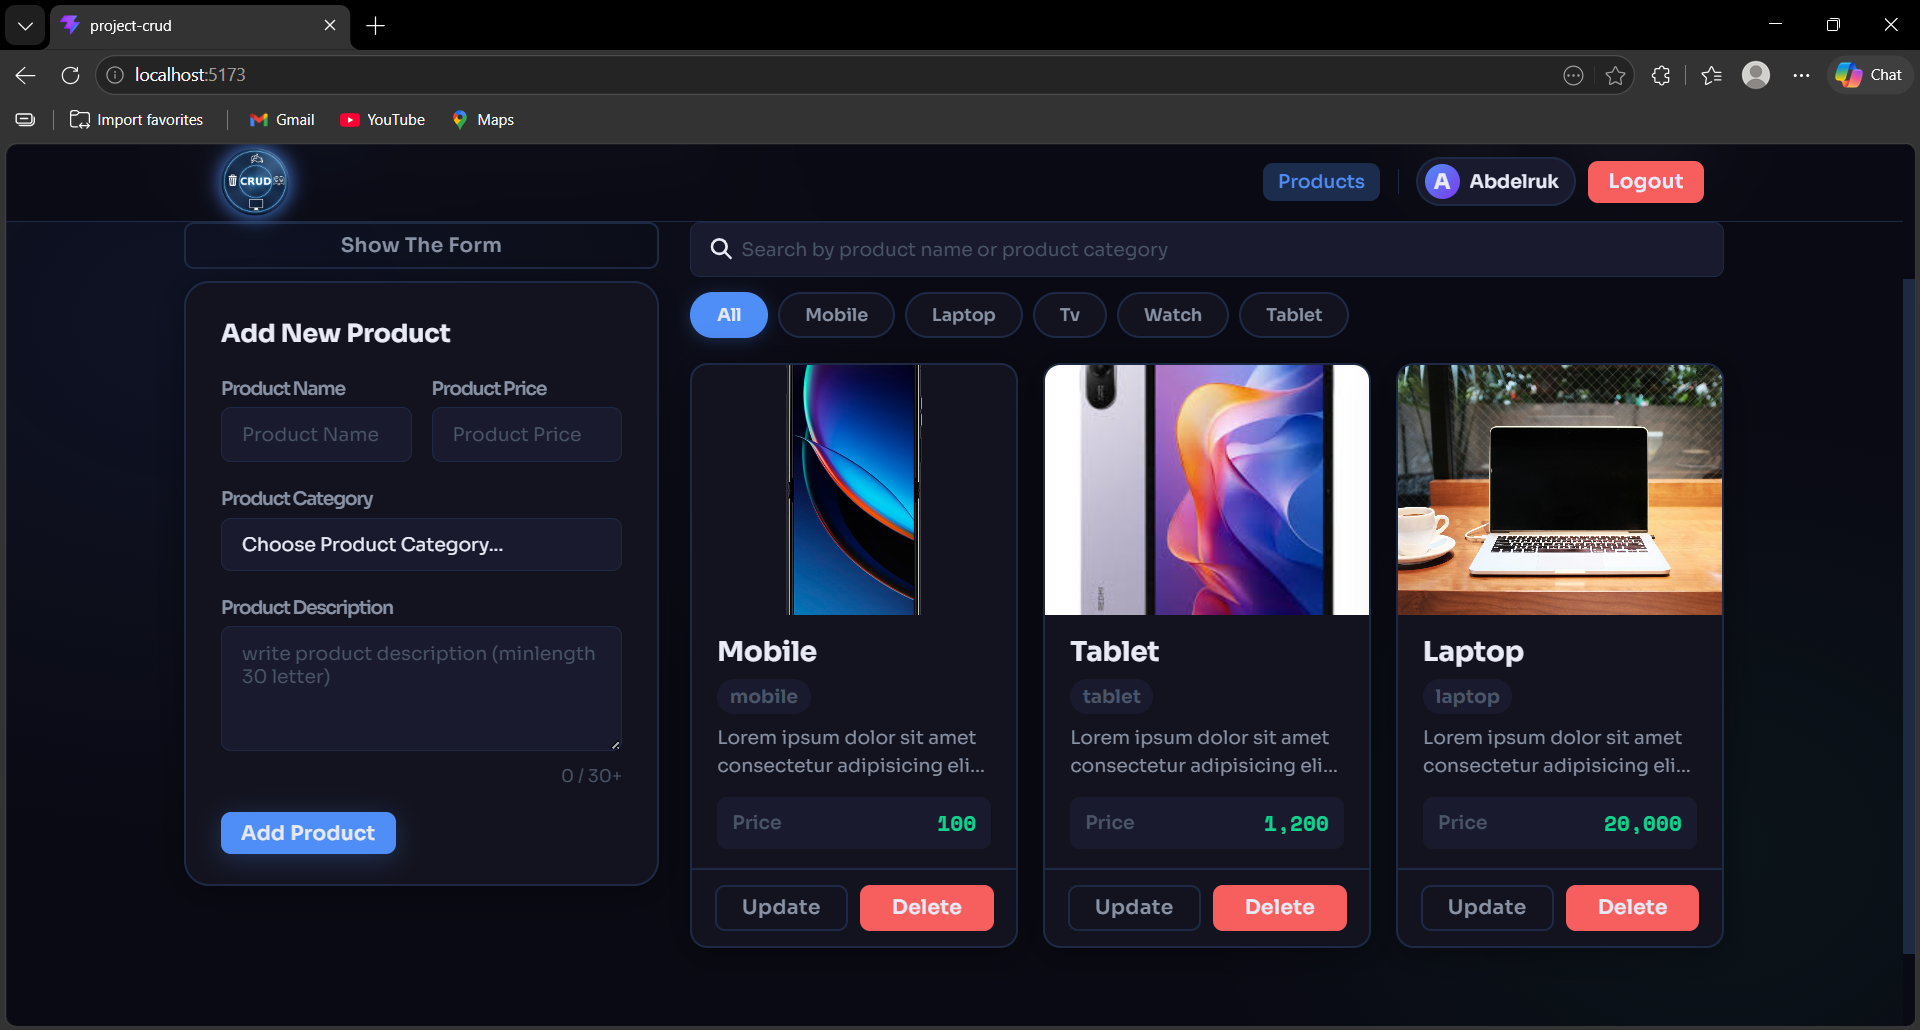 project-crud
localhost:5173
Chat
Import favorites
Gmail
YouTube
Maps
CRUD
Products
A
Abdelruk
Logout
Show The Form
Search by product name or product category
All
Mobile
Laptop
Tv
Watch
Tablet
Add New Product
Product Name
Product Price
Product Name
Product Price
Product Category
Choose Product Category...
Product Description
write product description (minlength
30 letter)
0 / 30+
Add Product
REDMI
Mobile
mobile
Lorem ipsum dolor sit amet
consectetur adipisicing eli...
Price
100
Update
Delete
Tablet
tablet
Lorem ipsum dolor sit amet
consectetur adipisicing eli...
Price
1,200
Update
Delete
Laptop
laptop
Lorem ipsum dolor sit amet
consectetur adipisicing eli...
Price
20,000
Update
Delete